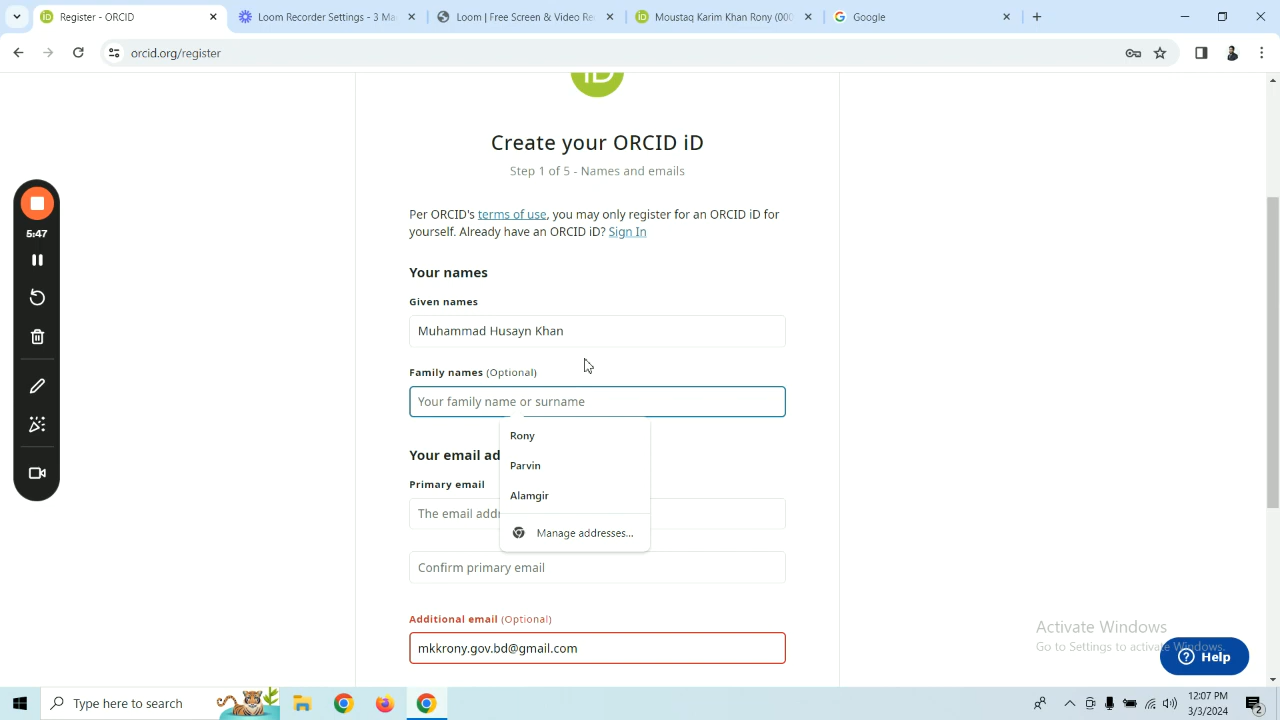 Register - ORCID
Loom Recorder Settings - 3 Ma
Loom | Free Screen & Video Re
Moustaq Karim Khan Rony (000
Google
orcid.org/register
iD
Create your ORCID iD
Step 1 of 5 - Names and emails
Per ORCID's terms of use, you may only register for an ORCID iD for
yourself. Already have an ORCID iD? Sign In
5:47
Your names
Given names
Muhammad Husayn Khan
Family names (Optional)
Your family name or surname
Rony
Your email ad
Parvin
Primary email
Alamgir
The email addr
Manage addresses...
Confirm primary email
Additional email (Optional)
mkkrony.gov.bd@gmail.com
Activate Windows
Go to Settings to activate Windows.
Help
Type here to search
12:07 PM
3/3/2024
2